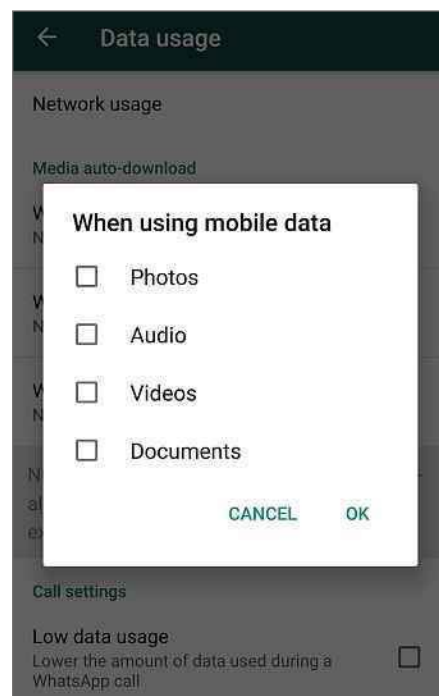 Data usage
Network usage
Media auto-download
When using mobile data
Photos
Audio
Videos
Documents
CANCEL OK
Call settings
Low data usage
Lower the amount of data used during a
WhatsApp call